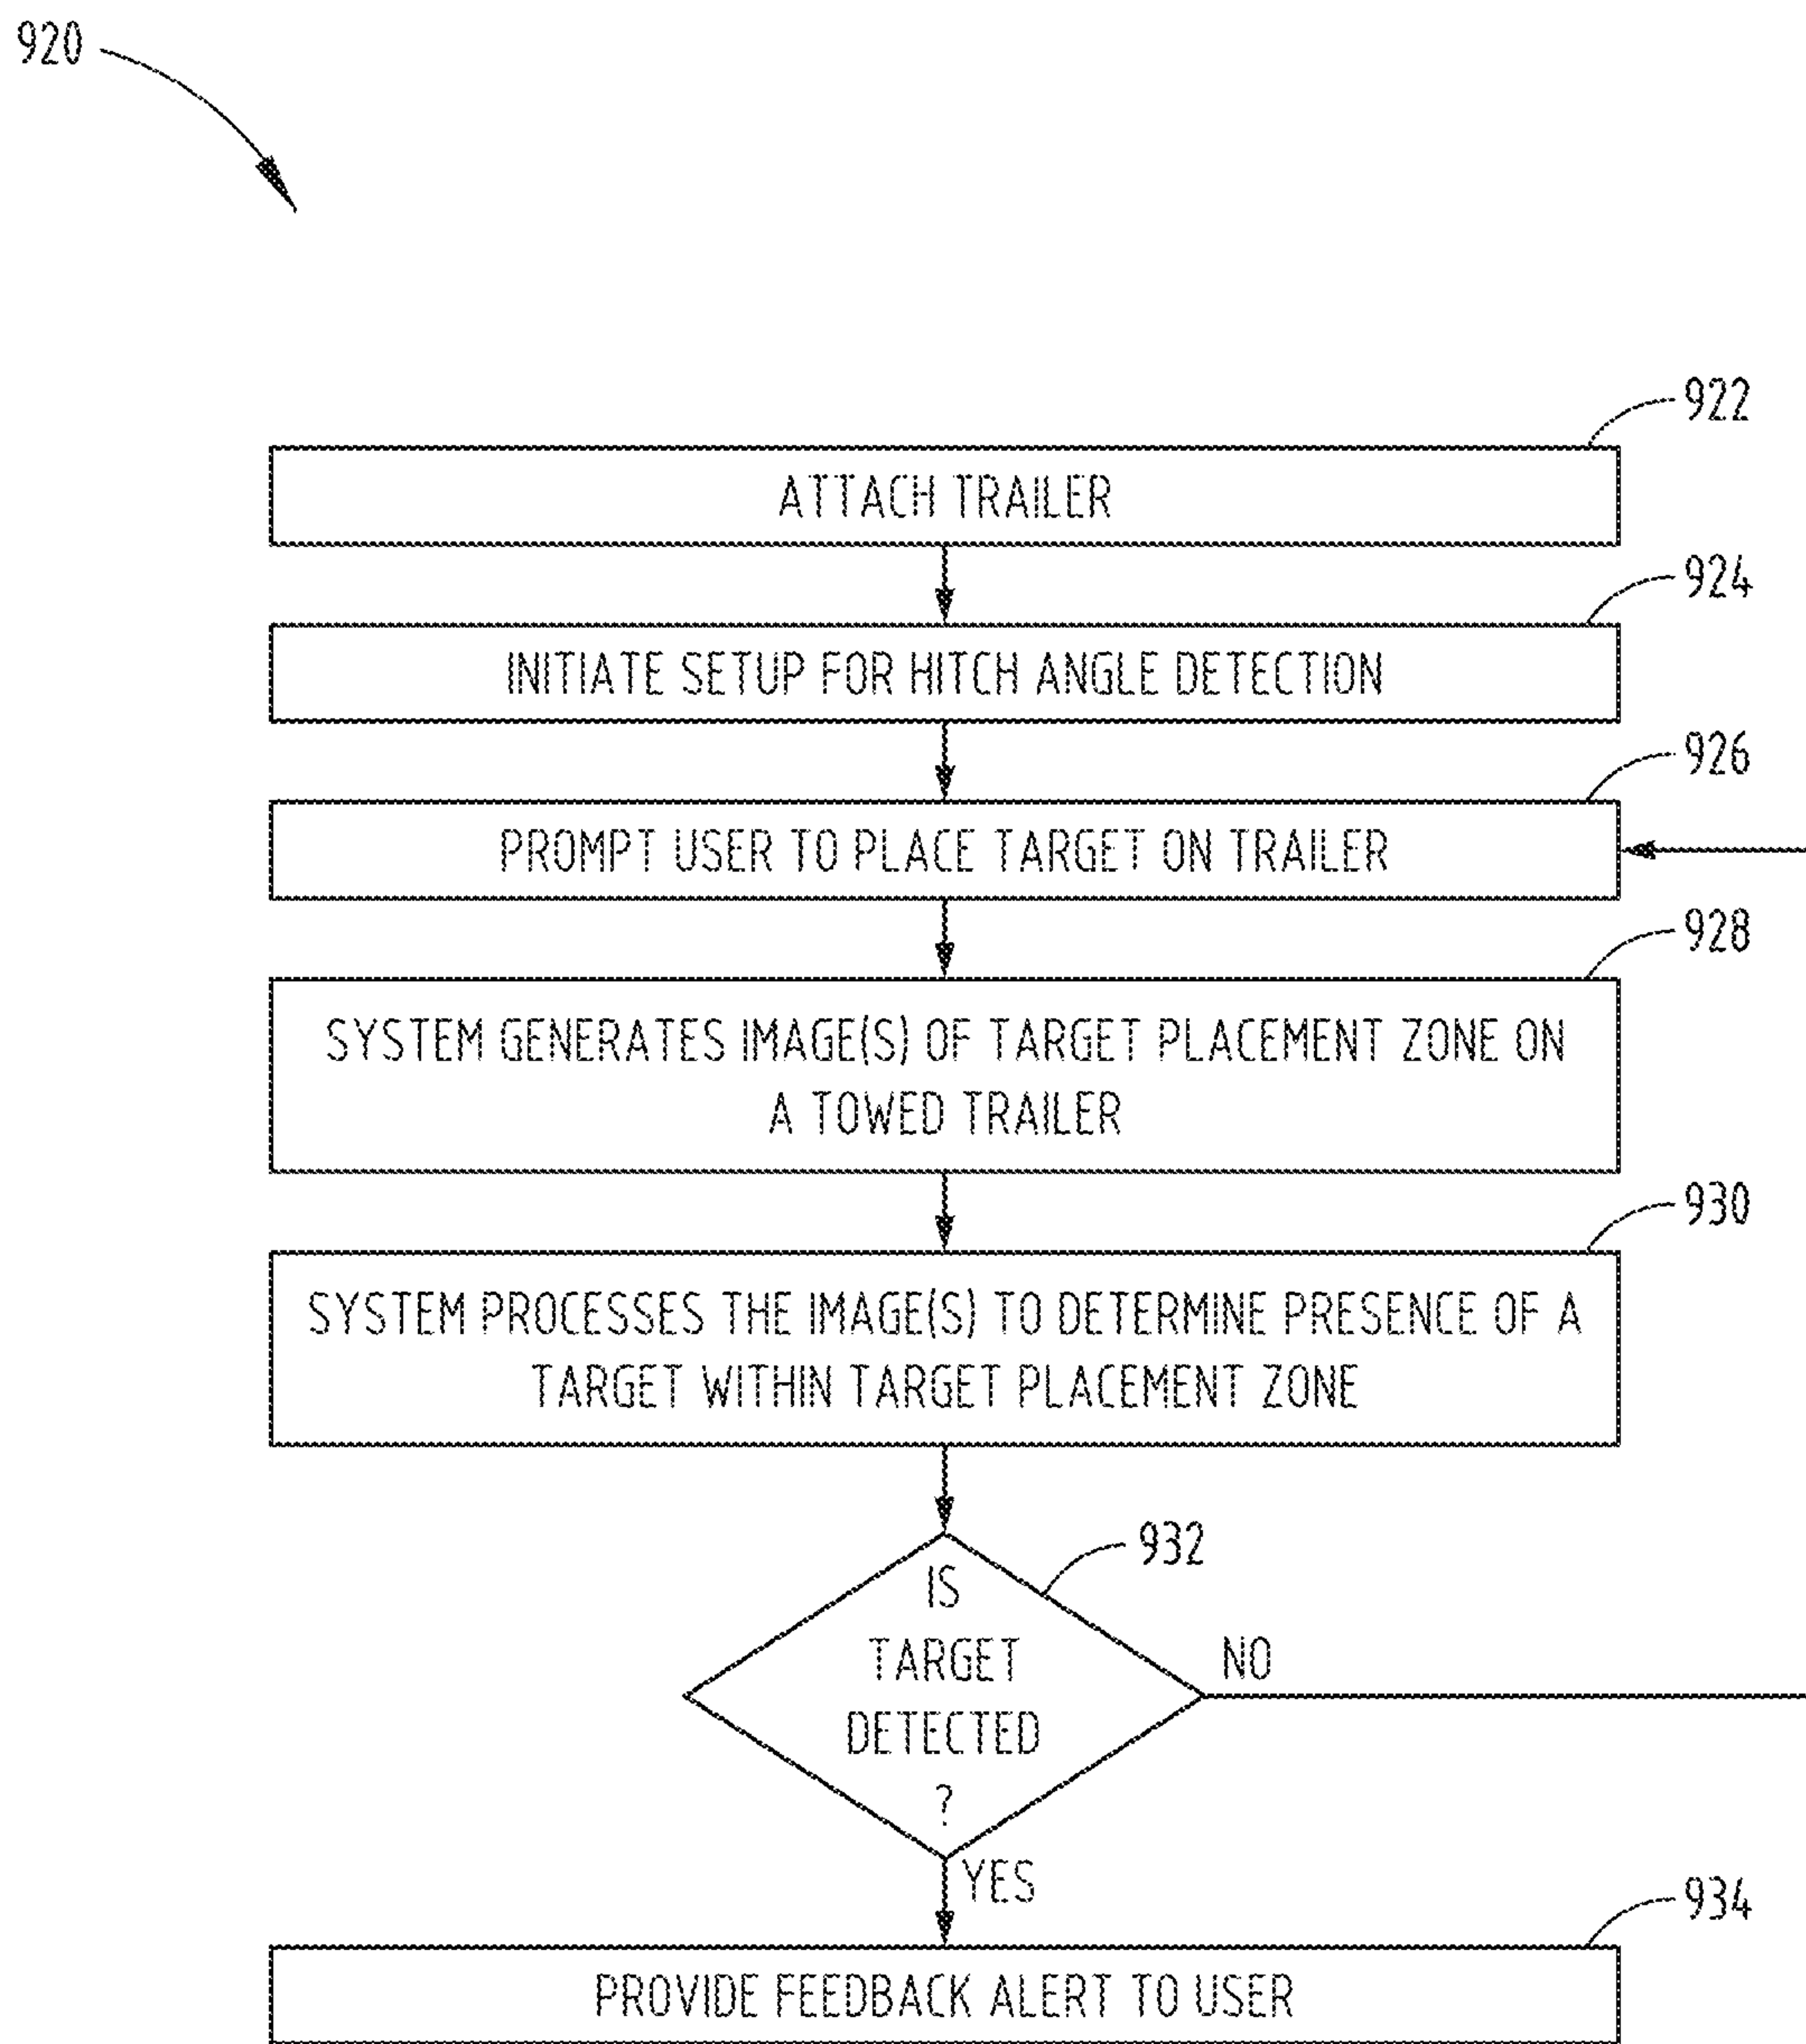 920
922
ATTACH TRAILER
924
INITIATE SETUP FOR HITCH ANGLE DETECTION
926
PROMPT USER TO PLACE TARGET ON TRAILER
928
SYSTEM GENERATES IMAGE(S) OF TARGET PLACEMENT ZONE ON
A TOWED TRAILER
930
SYSTEM PROCESSES THE IMAGE(S) TO DETERMINE PRESENCE OF A
TARGET WITHIN TARGET PLACEMENT ZONE
932
IS
TARGET
DETECTED
?
NO
YES
934
PROVIDE FEEDBACK ALERT TO USER